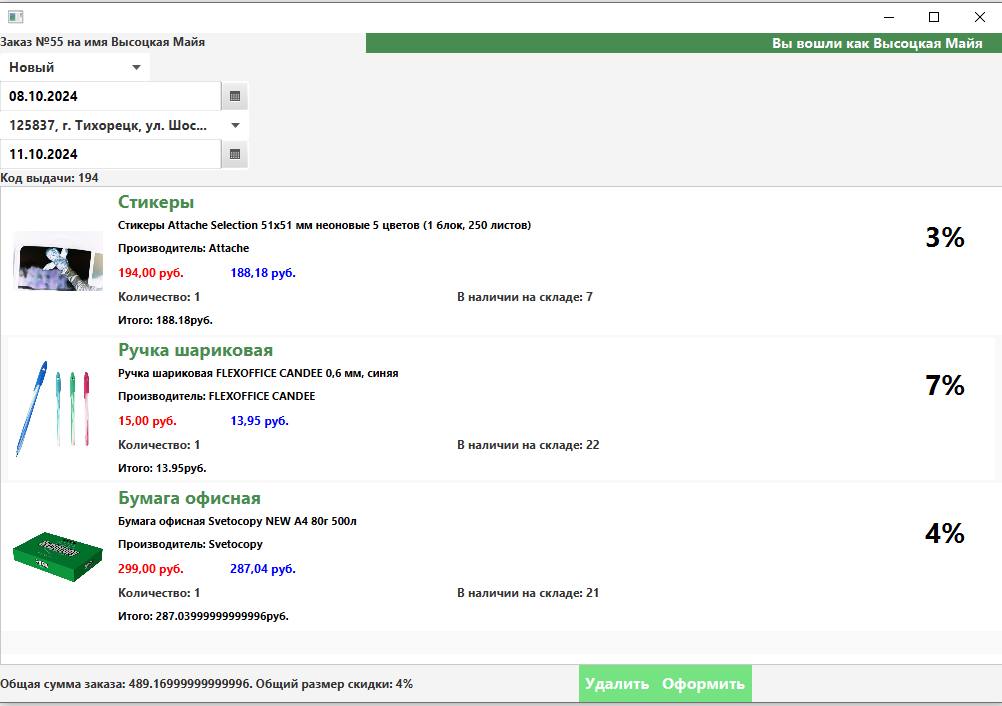 Заказ №55 на имя Высоцкая Майя
Вы вошли как Высоцкая Майя
Новый
08.10.2024
125837, г. Тихорецк, ул. Шос...
11.10.2024
Код выдачи: 194
Стикеры
Стикеры Attache Selection 51x51 мм неоновые 5 цветов (1 блок, 250 листов)
3%
Производитель: Attache
194,00 руб. 188,18 руб.
Количество: 1 В наличии на складе: 7
Итого: 188.18руб.
Ручка шариковая
Ручка шариковая FLEXOFFICE CANDEE 0,6 мм, синяя
7%
Производитель: FLEXOFFICE CANDEE
15,00 руб. 13,95 руб.
Количество: 1 В наличии на складе: 22
Итого: 13.95руб.
Бумага офисная
Бумага офисная Svetocopy NEW A4 80г 500л
4%
Производитель: Svetocopy
299,00 руб. 287,04 руб.
Количество: 1 В наличии на складе: 21
Итого: 287.03999999999996руб.
Общая сумма заказа: 489.16999999999996. Общий размер скидки: 4%
Удалить Оформить